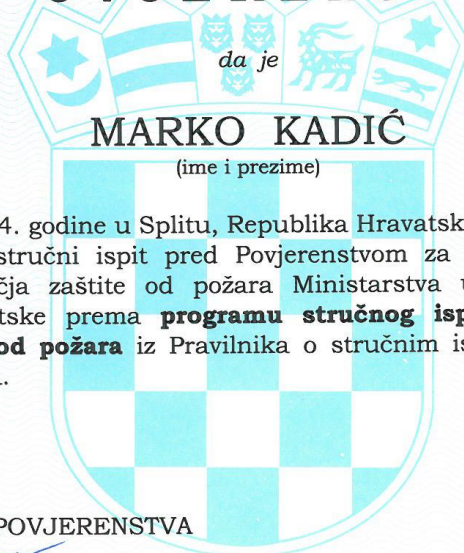 da je
MARKO KADIĆ
(ime i prezime)
4. godine u Splitu, Republika Hravatsk
stručni ispit pred Povjerenstvom za
čja zaštite od požara Ministarstva u
tske prema programu stručnog isp
od požara iz Pravilnika o stručnim is
.
POVJERENSTVA